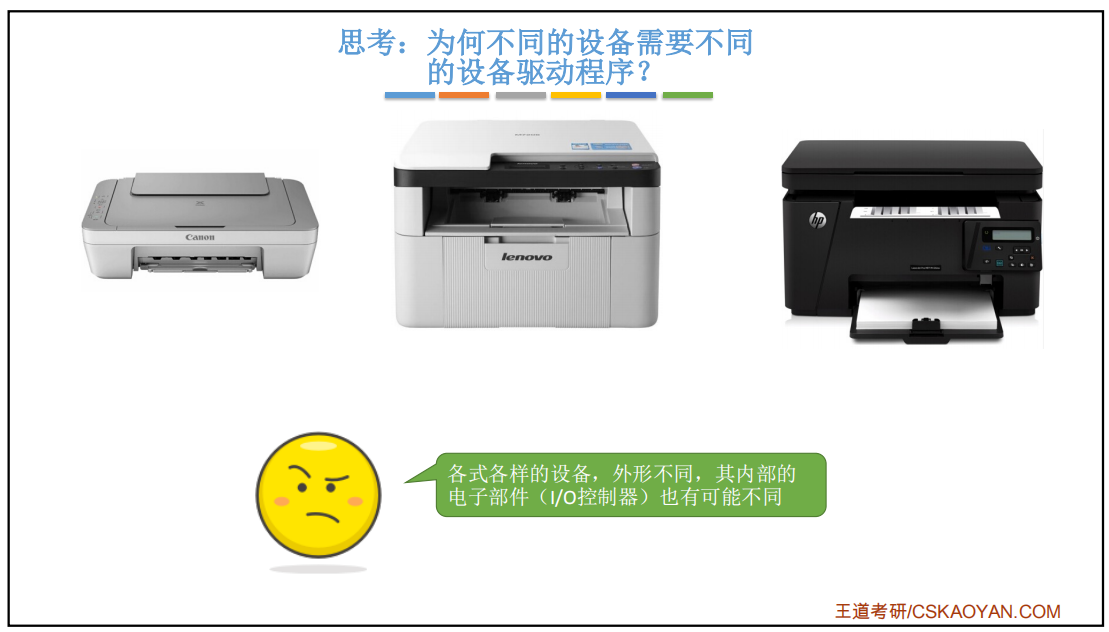 思考：为何不同的设备需要不同
的设备驱动程序？
Canon
lenovo
hp
各式各样的设备，外形不同，其内部的
电子部件（I/O控制器）也有可能不同
王道考研/CSKAOYAN.COM